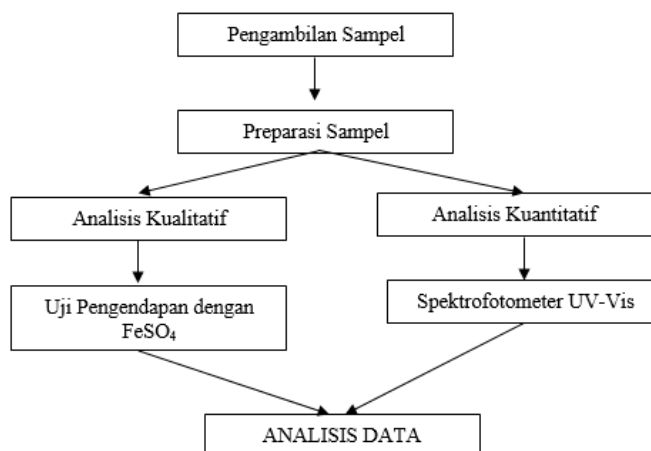 Pengambilan Sampel
Preparasi Sampel
Analisis Kualitatif
Analisis Kuantitatif
Uji Pengendapan dengan
FeSO₄
Spektrofotometer UV-Vis
ANALISIS DATA